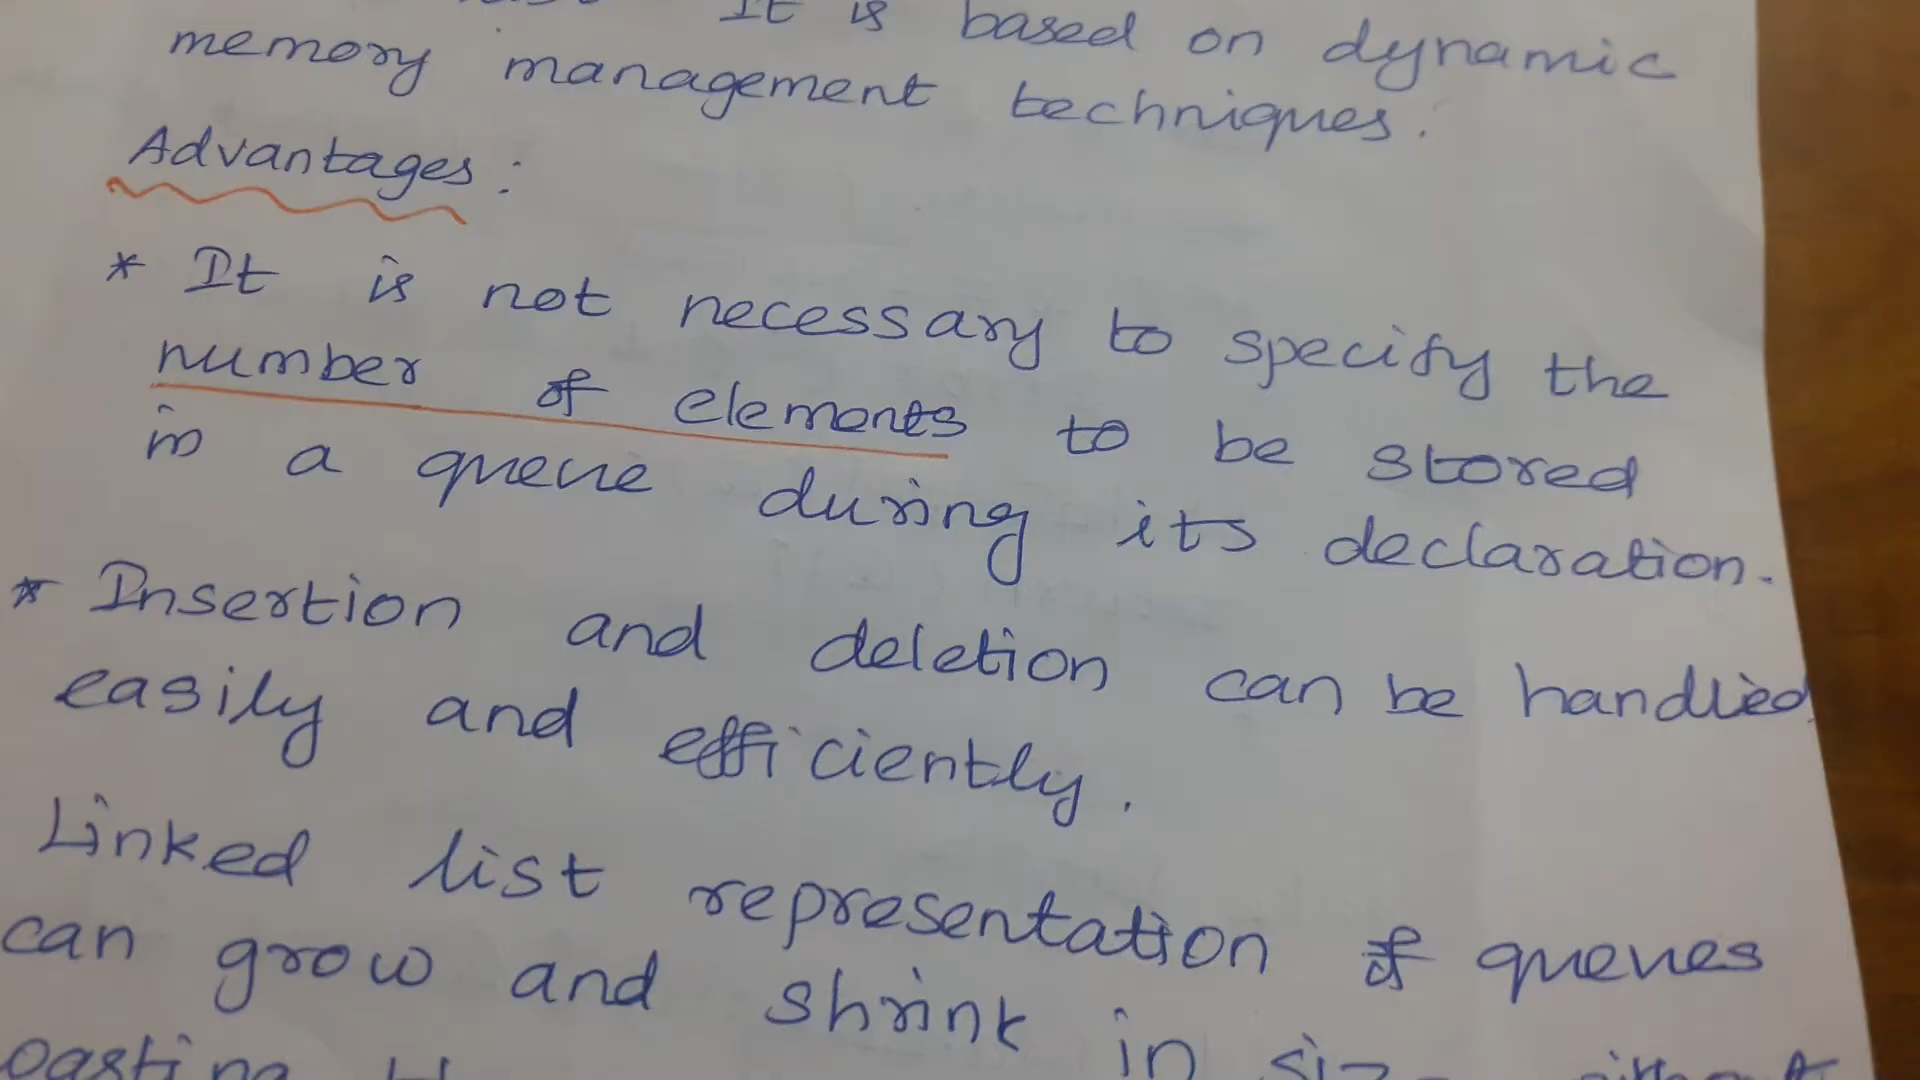 It is based on dynamic
memory management techniques.
Advantages :
* It is not necessary to specify the
number of elements to be stored
in a queue during its declaration.
* Insertion and deletion can be handled
easily and efficiently.
Linked list representation of queues
can grow and shrink in